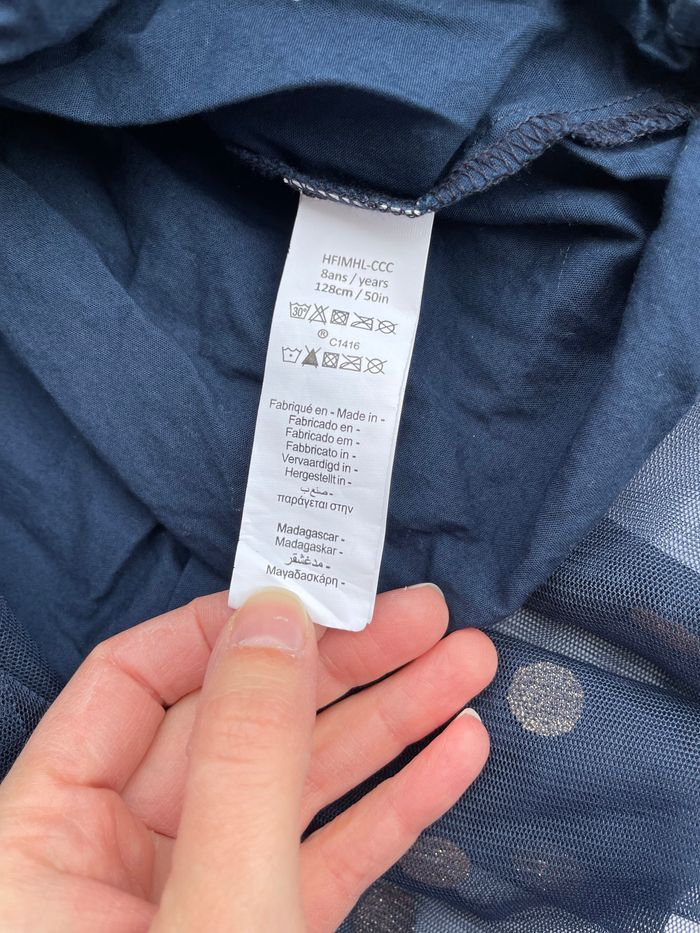 HFIMHL-CCC
8ans / years
128cm / 50in
30°
® C1416
Fabriqué en - Made in -
Fabricado en -
Fabricado em -
Fabbricato in -
Vervaardigd in -
Hergestellt in -
صنع ب -
παράγεται στην
Madagascar -
Madagaskar -
مدغشقر -
Μαγαδασκάρη -